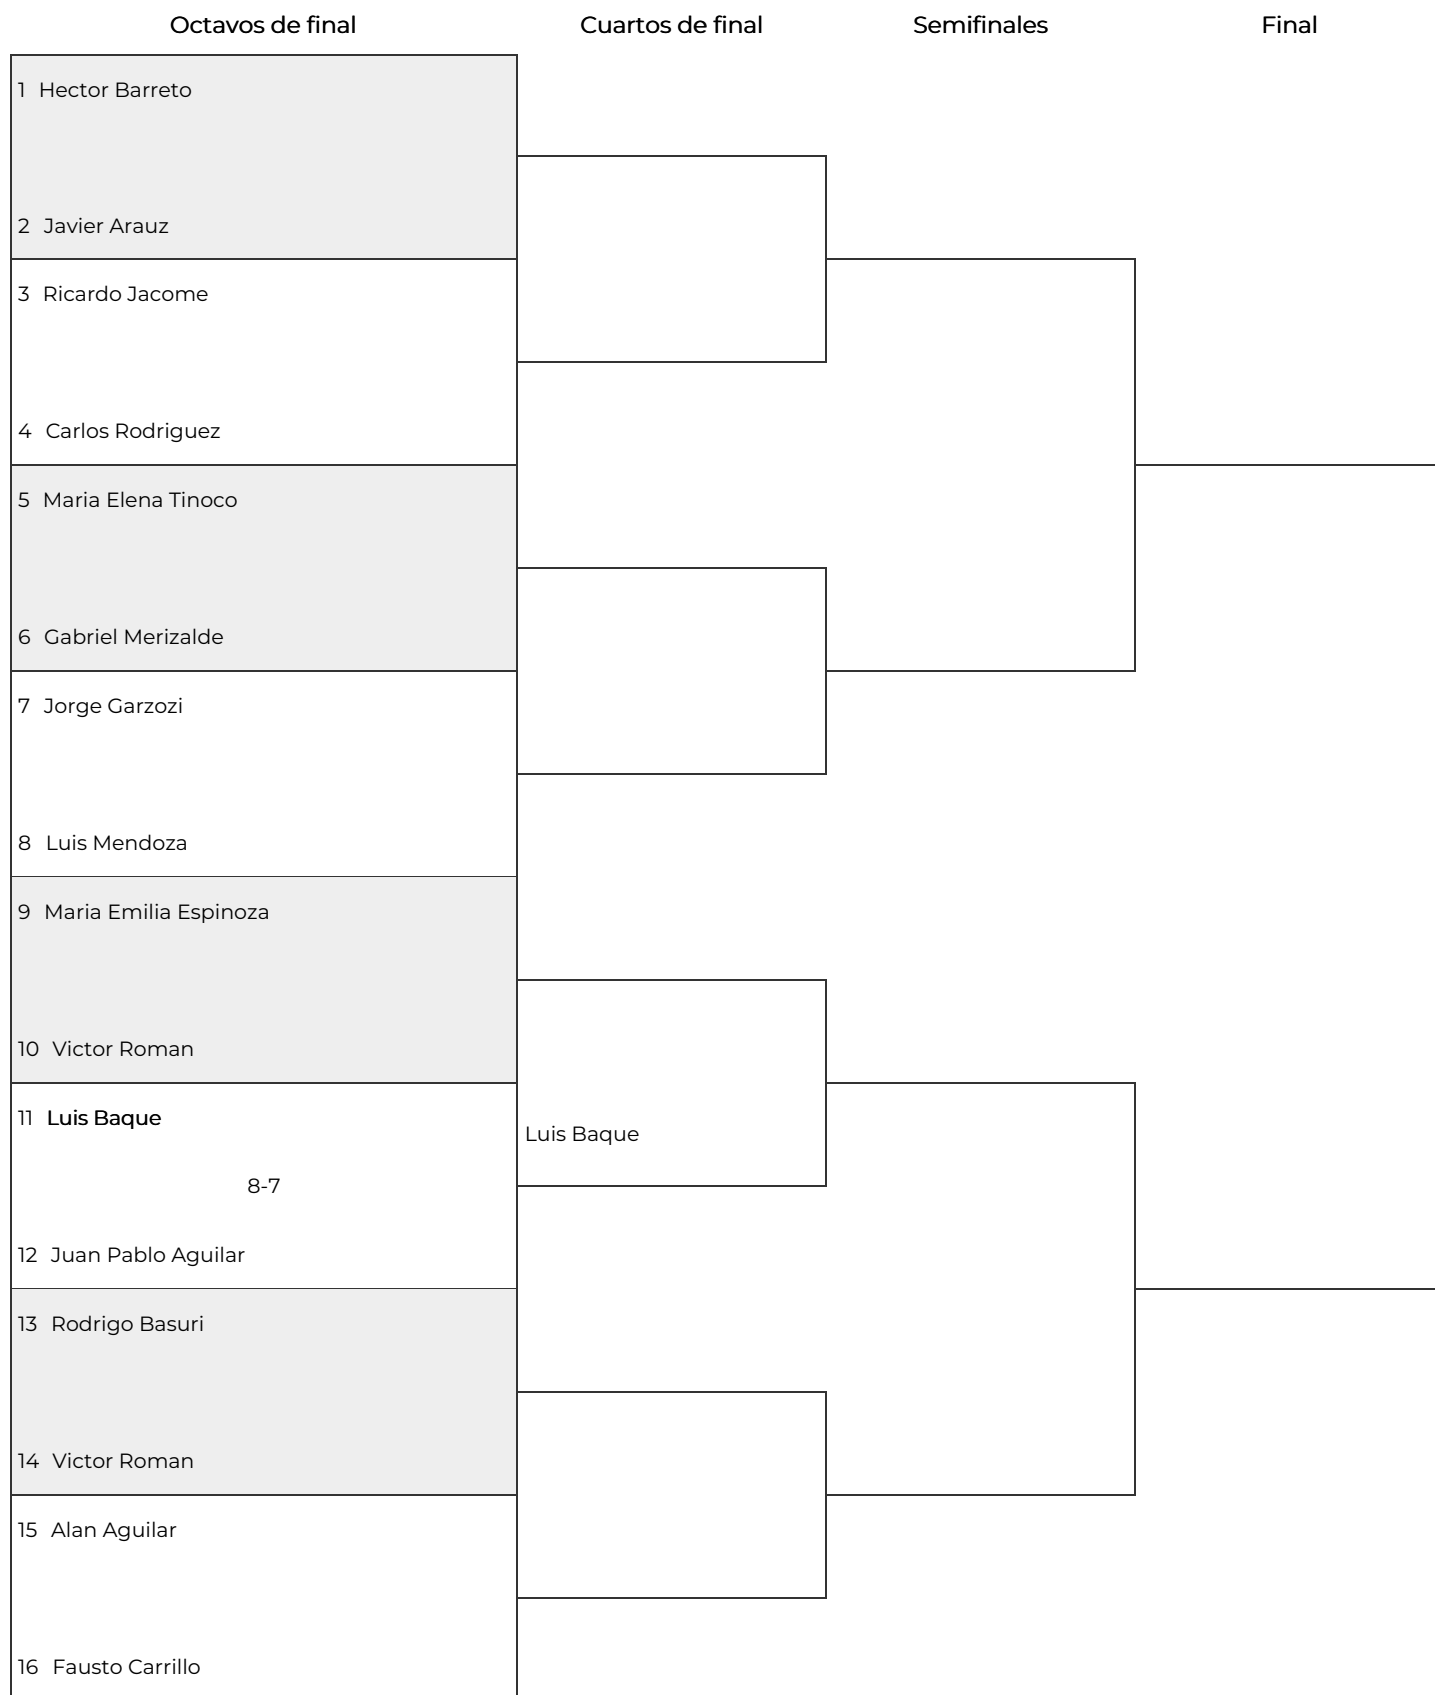 Octavos de final Cuartos de final Semifinales Final
1 Hector Barreto
2 Javier Arauz
3 Ricardo Jacome
4 Carlos Rodriguez
5 Maria Elena Tinoco
6 Gabriel Merizalde
7 Jorge Garzozi
8 Luis Mendoza
9 Maria Emilia Espinoza
10 Victor Roman
11 Luis Baque
Luis Baque
8-7
12 Juan Pablo Aguilar
13 Rodrigo Basuri
14 Victor Roman
15 Alan Aguilar
16 Fausto Carrillo